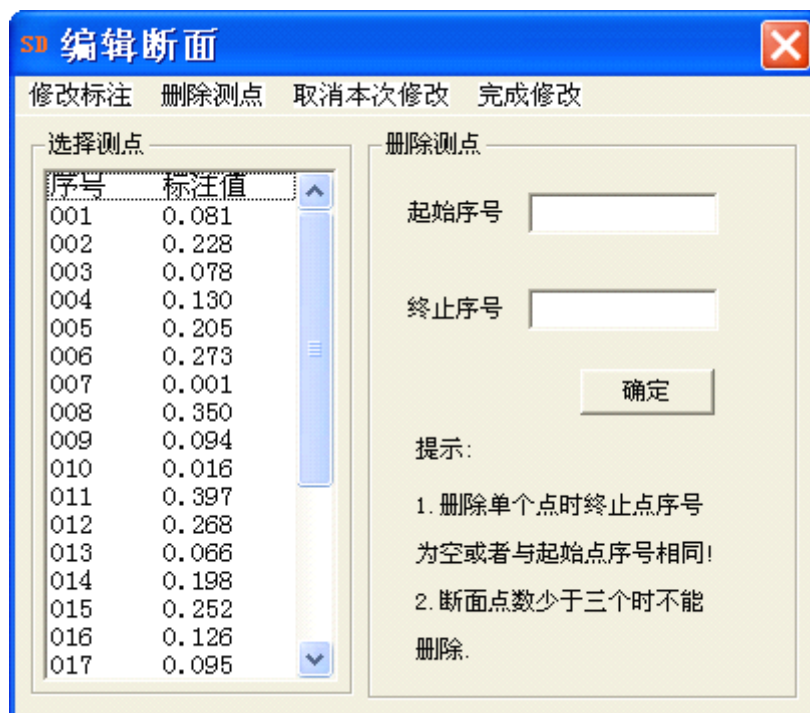 SD 编辑断面
修改标注 删除测点 取消本次修改 完成修改
选择测点
序号 标注值
001 0.081
002 0.228
003 0.078
004 0.130
005 0.205
006 0.273
007 0.001
008 0.350
009 0.094
010 0.016
011 0.397
012 0.268
013 0.066
014 0.198
015 0.252
016 0.126
017 0.095
删除测点
起始序号
终止序号
确定
提示:
1.删除单个点时终止点序号
为空或者与起始点序号相同!
2.断面点数少于三个时不能
删除.